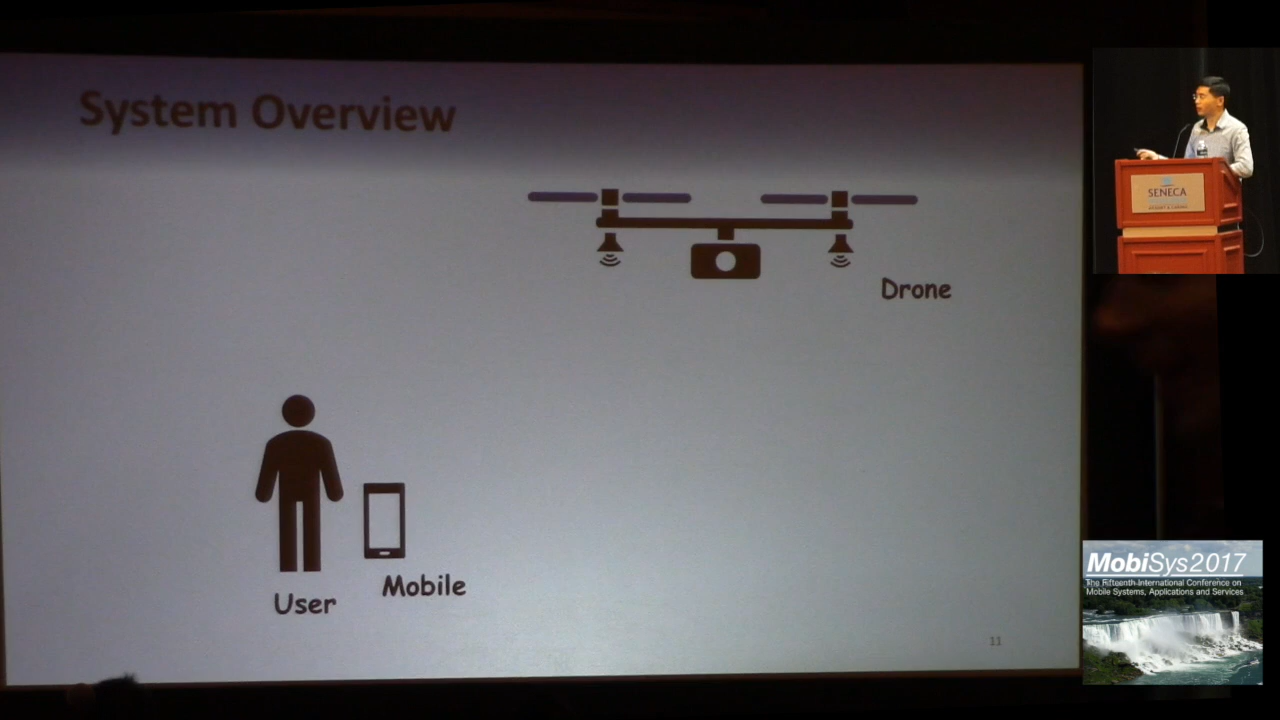 System Overview
Drone
Mobile
User
11
SENECA
MobiSys2017
The Fifteenth International Conference on
Mobile Systems, Applications and Services